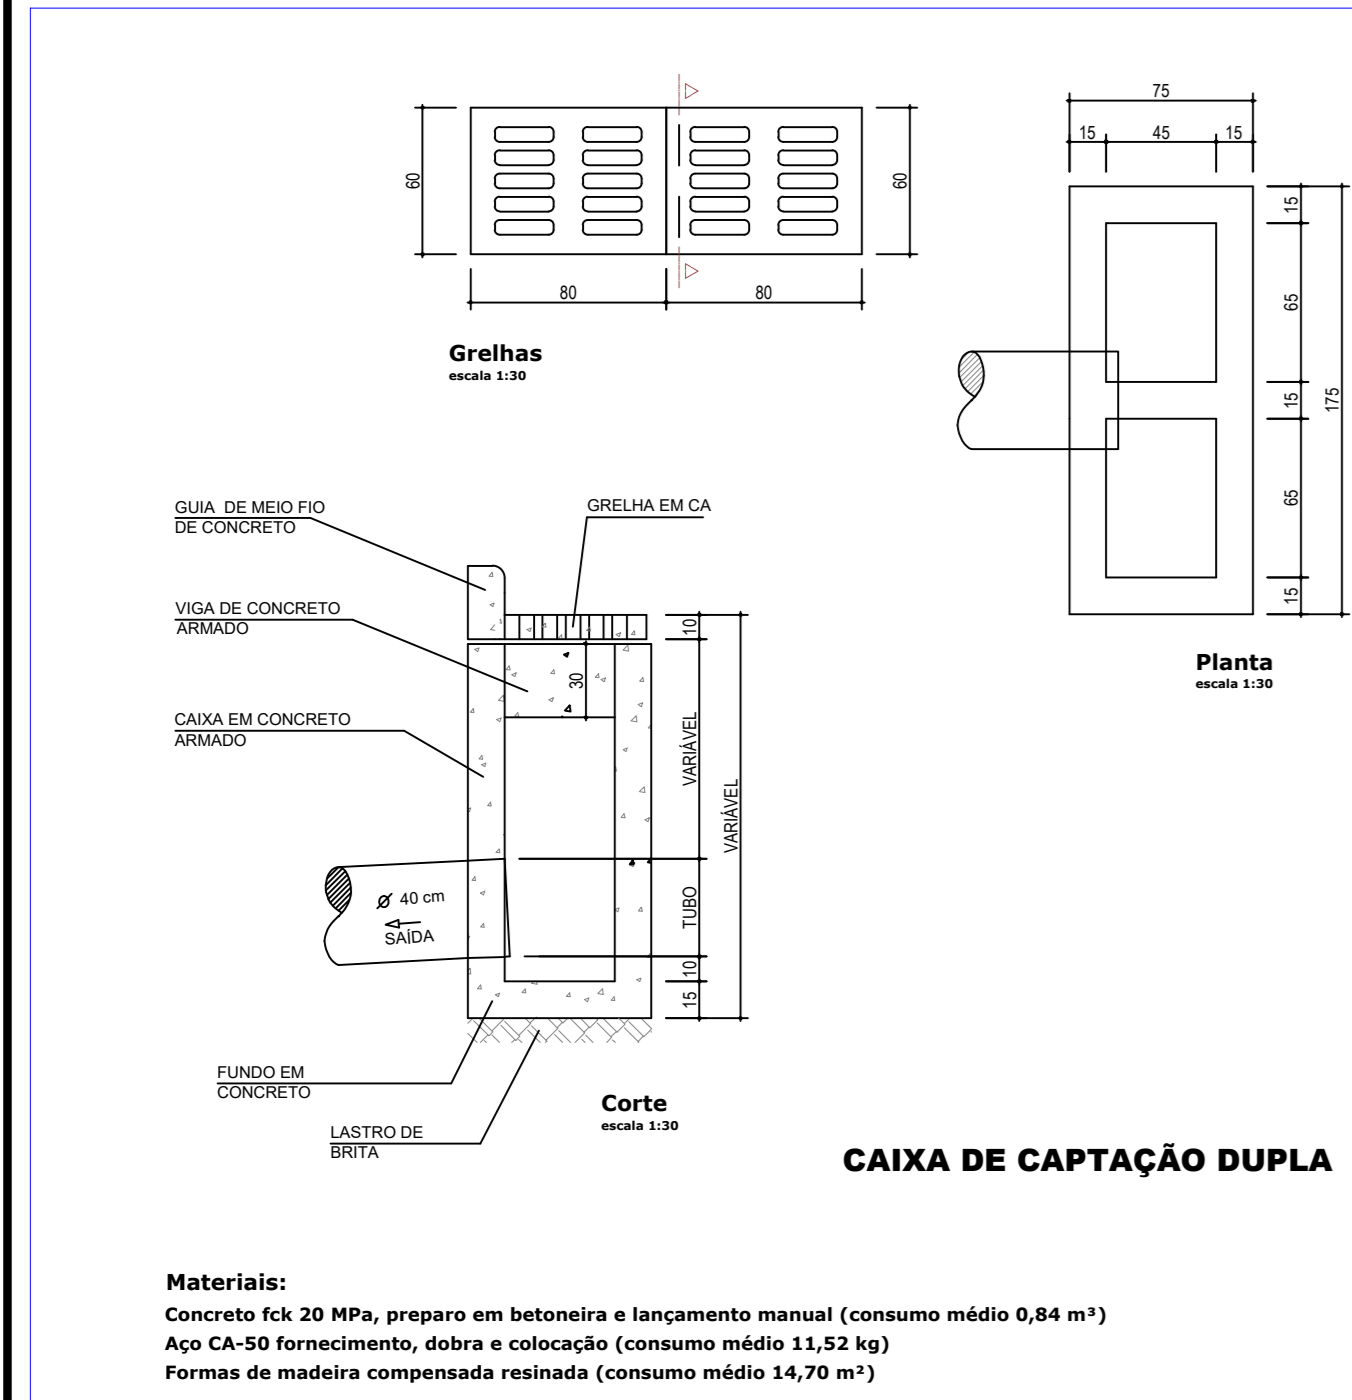 60
60
80
80
Grelhas
escala 1:30
75
15
45
15
15
65
15
65
15
175
Planta
escala 1:30
GUIA DE MEIO FIO
DE CONCRETO
GRELHA EM CA
VIGA DE CONCRETO
ARMADO
CAIXA EM CONCRETO
ARMADO
10
30
VARIÁVEL
VARIÁVEL
TUBO
10
15
Ø 40 cm
SAÍDA
FUNDO EM
CONCRETO
LASTRO DE
BRITA
Corte
escala 1:30
CAIXA DE CAPTAÇÃO DUPLA
Materiais:
Concreto fck 20 MPa, preparo em betoneira e lançamento manual (consumo médio 0,84 m³)
Aço CA-50 fornecimento, dobra e colocação (consumo médio 11,52 kg)
Formas de madeira compensada resinada (consumo médio 14,70 m²)